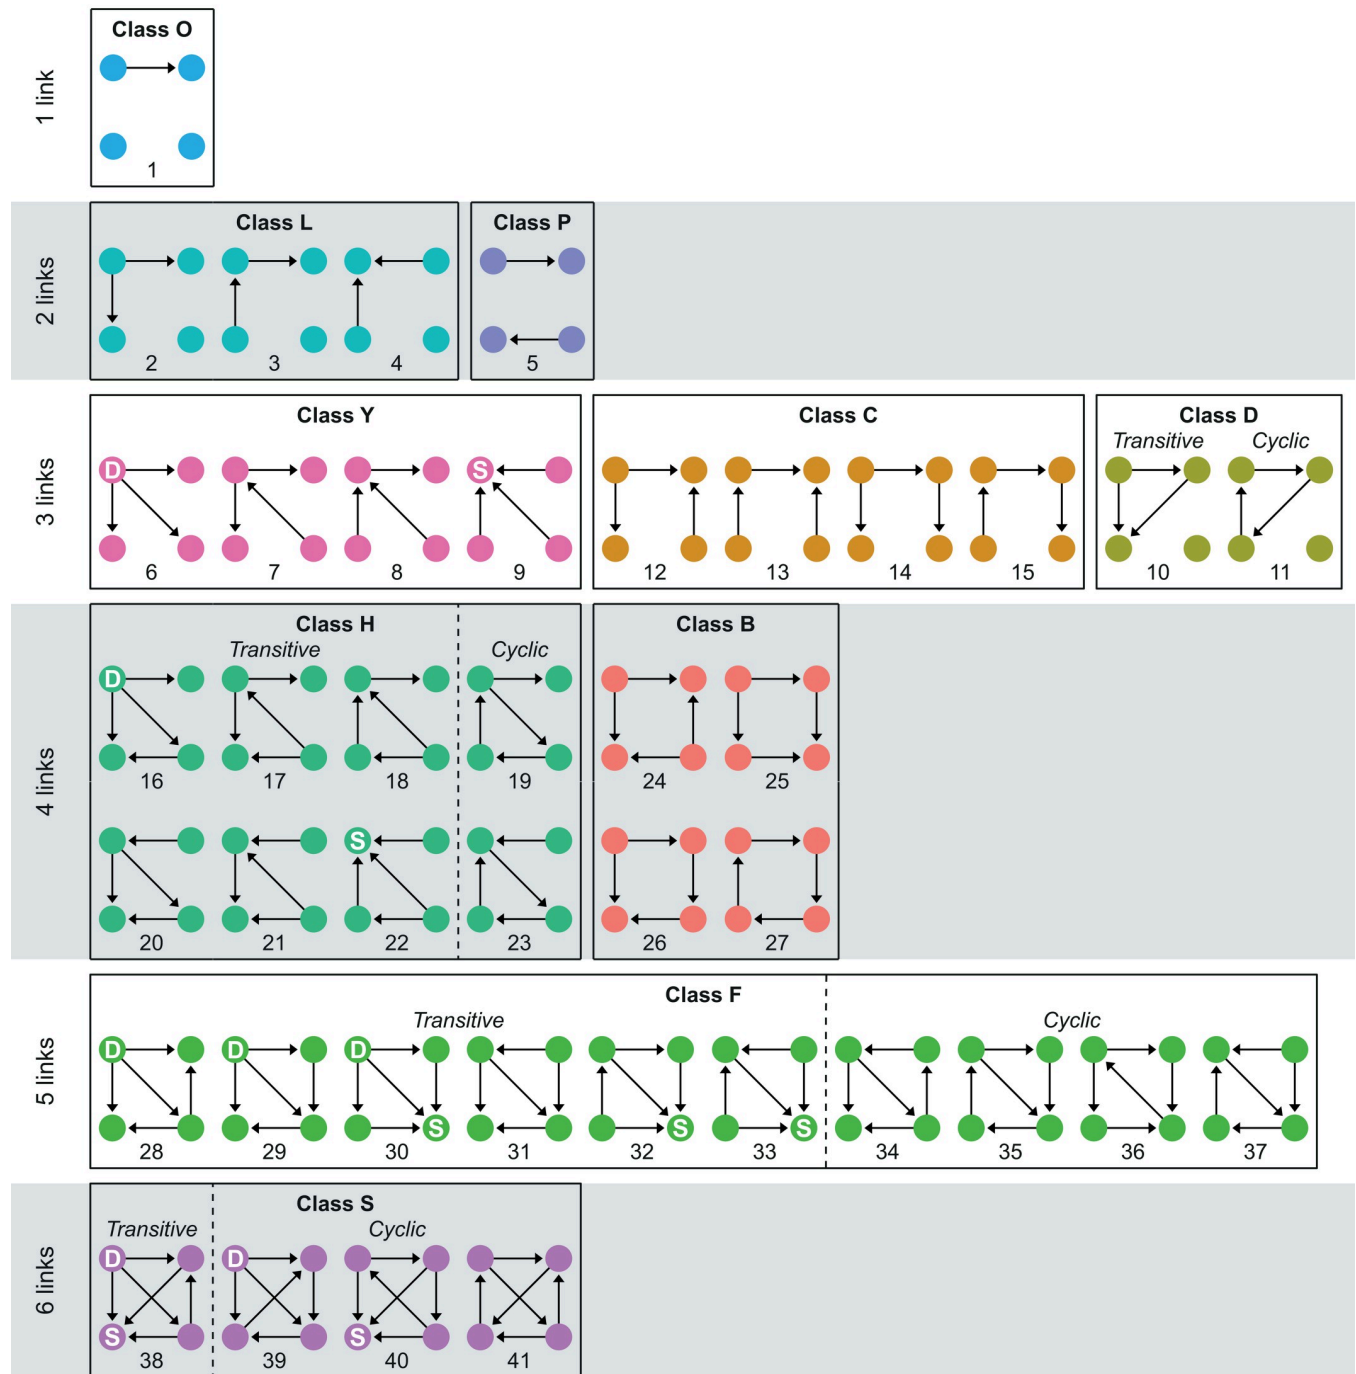 Class O
1 link
1
Class L
Class P
2 links
2 3 4 5
Class Y
Class C
Class D
Transitive Cyclic
3 links
D S
6 7 8 9 12 13 14 15 10 11
Class H
Class B
Transitive Cyclic
D
16 17 18 19 24 25
4 links
S
20 21 22 23 26 27
Class F
Transitive Cyclic
5 links
D D D
S S S
28 29 30 31 32 33 34 35 36 37
Class S
Transitive Cyclic
6 links
D D
S S
38 39 40 41